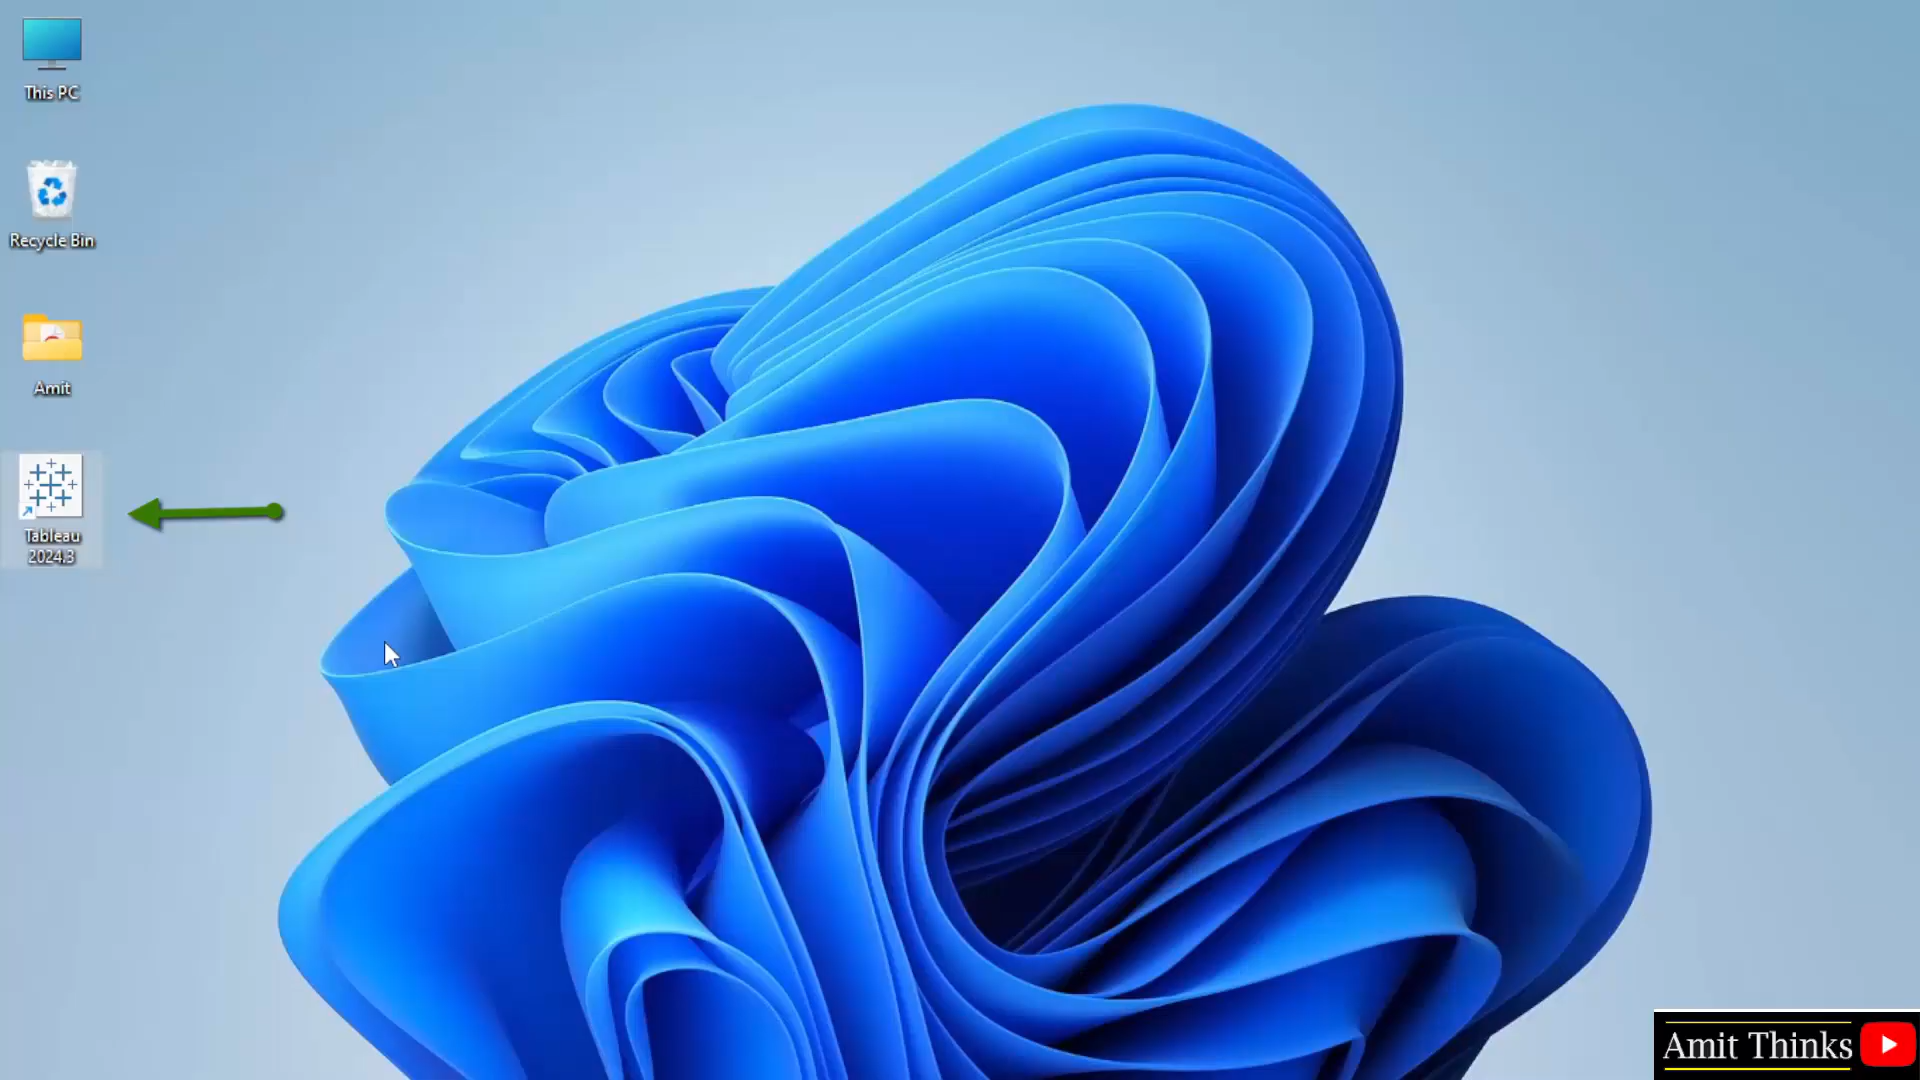 This PC
Recycle Bin
Amit
Tableau
2024.3
Amit Thinks